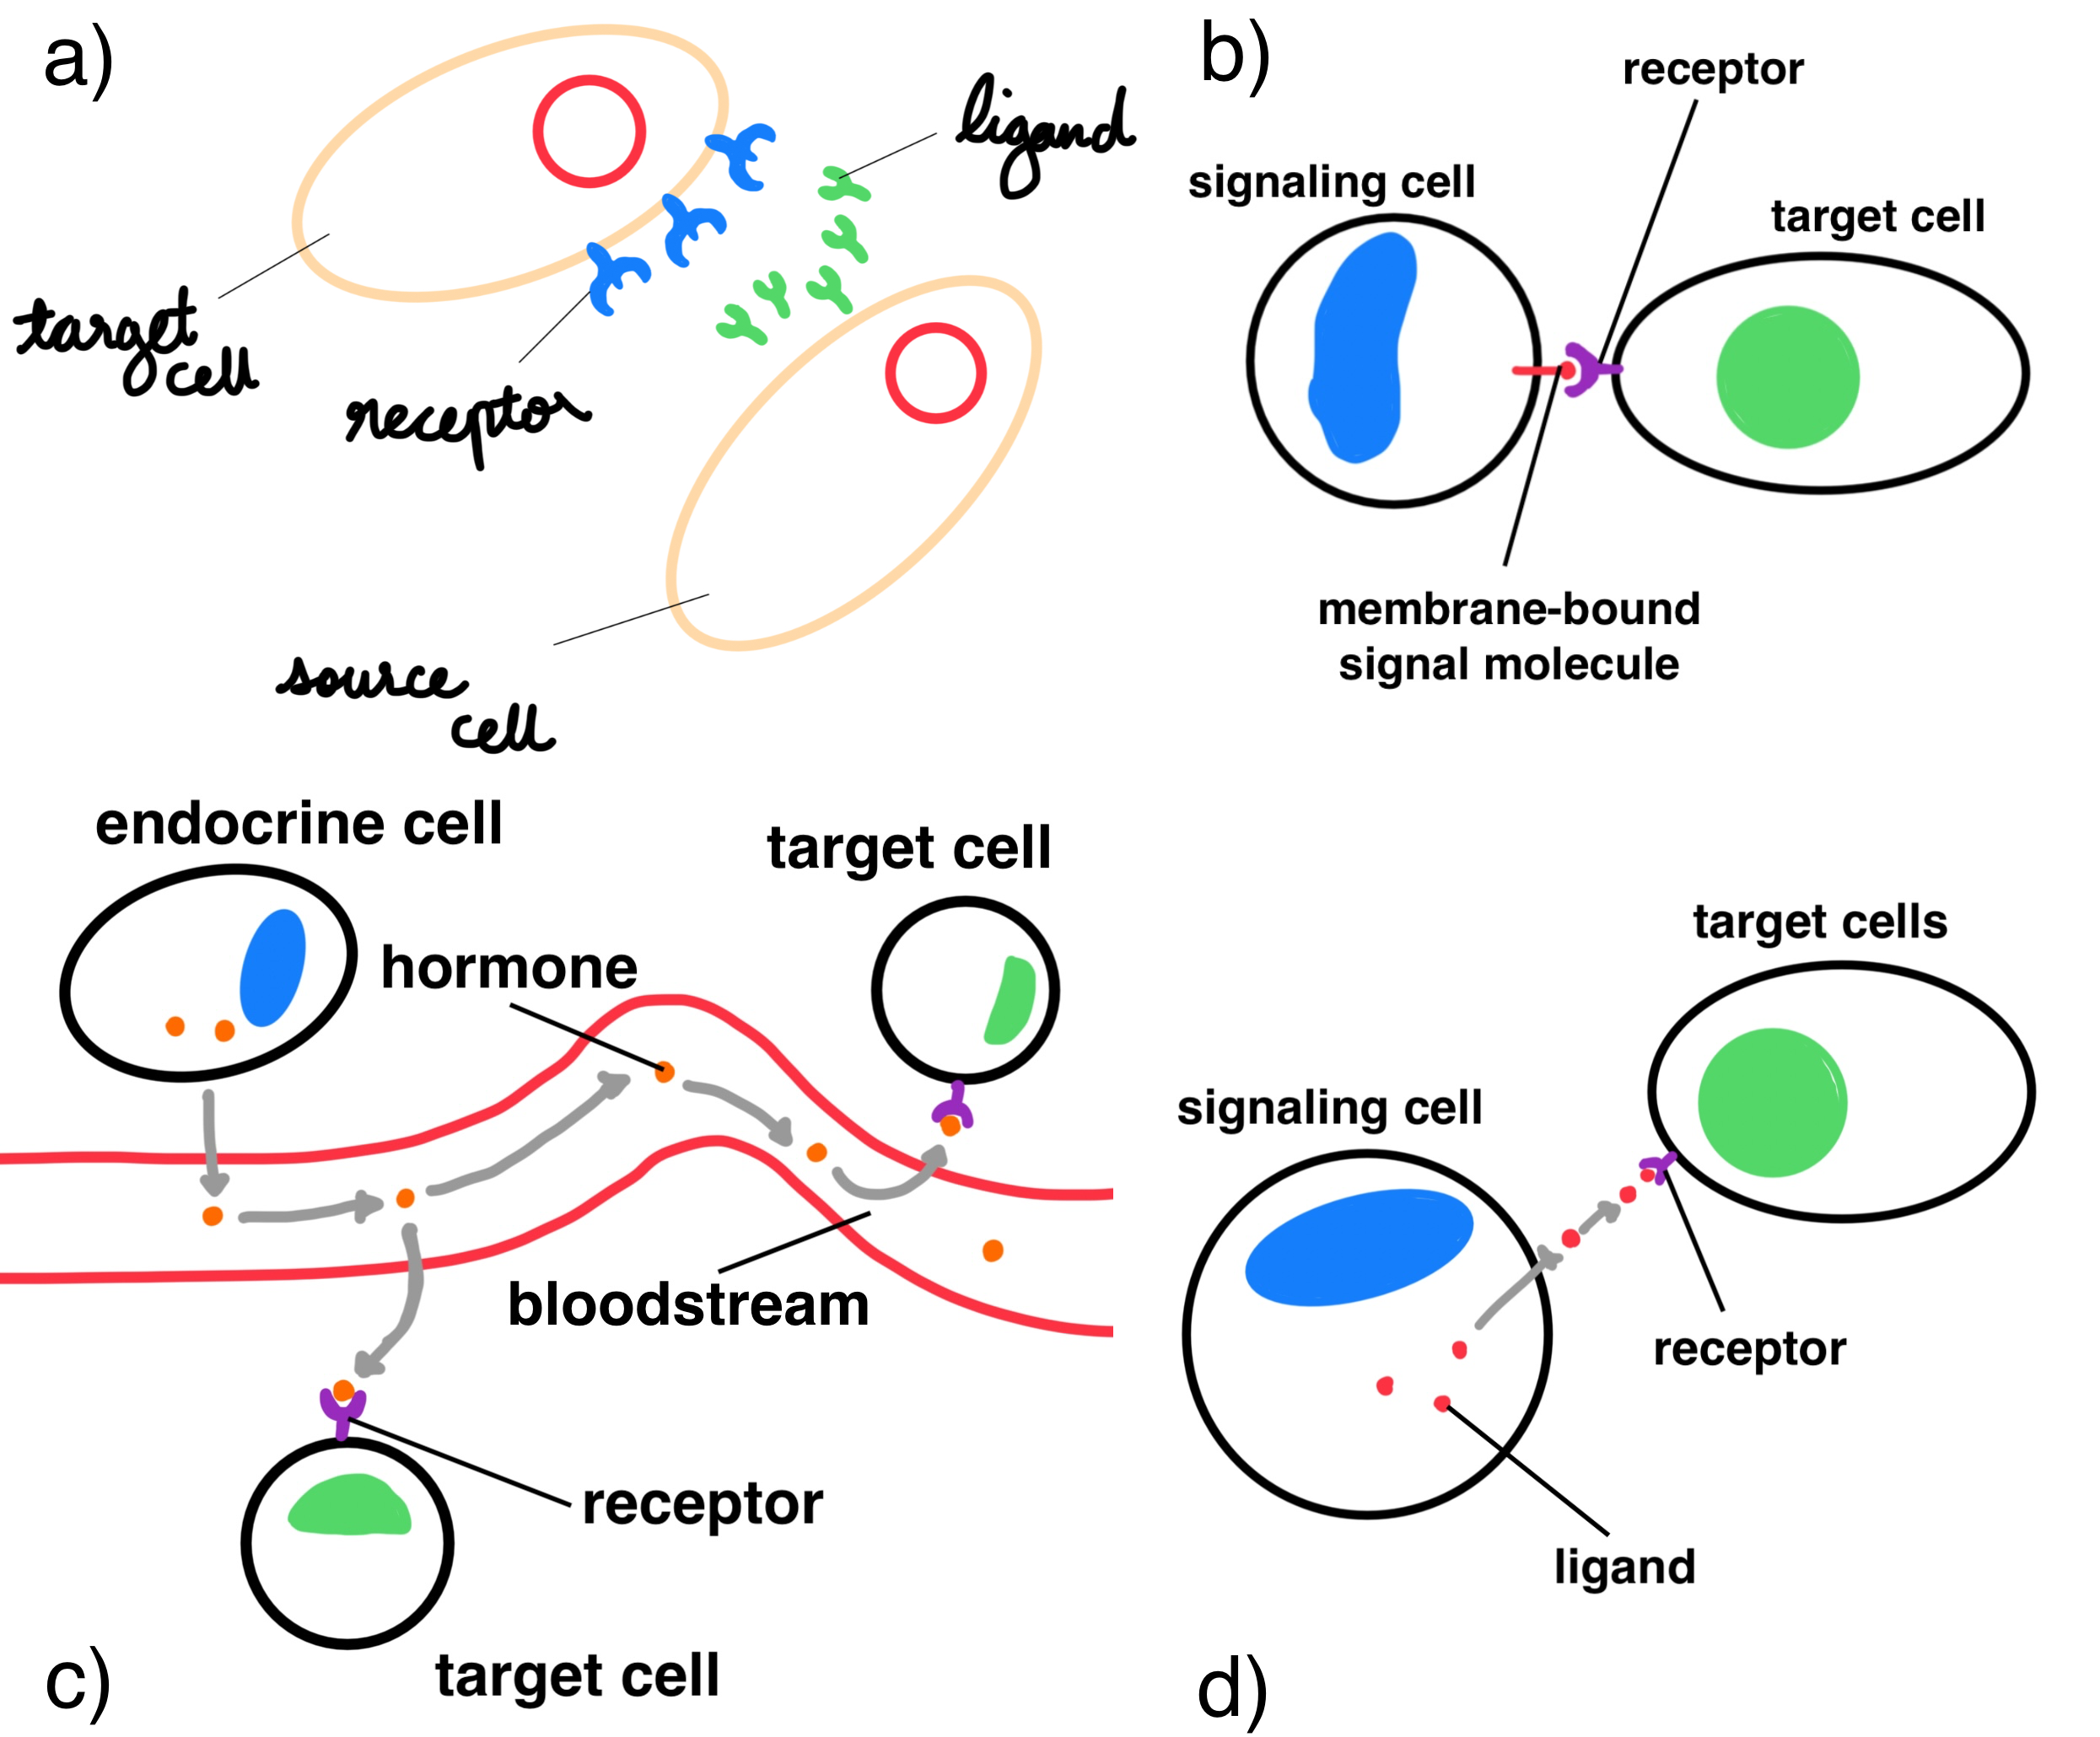 a)
ligand
target
cell
receptor
source
cell
b)
receptor
signaling cell
target cell
membrane-bound
signal molecule
endocrine cell
target cell
hormone
bloodstream
receptor
target cell
c)
target cells
signaling cell
receptor
ligand
d)